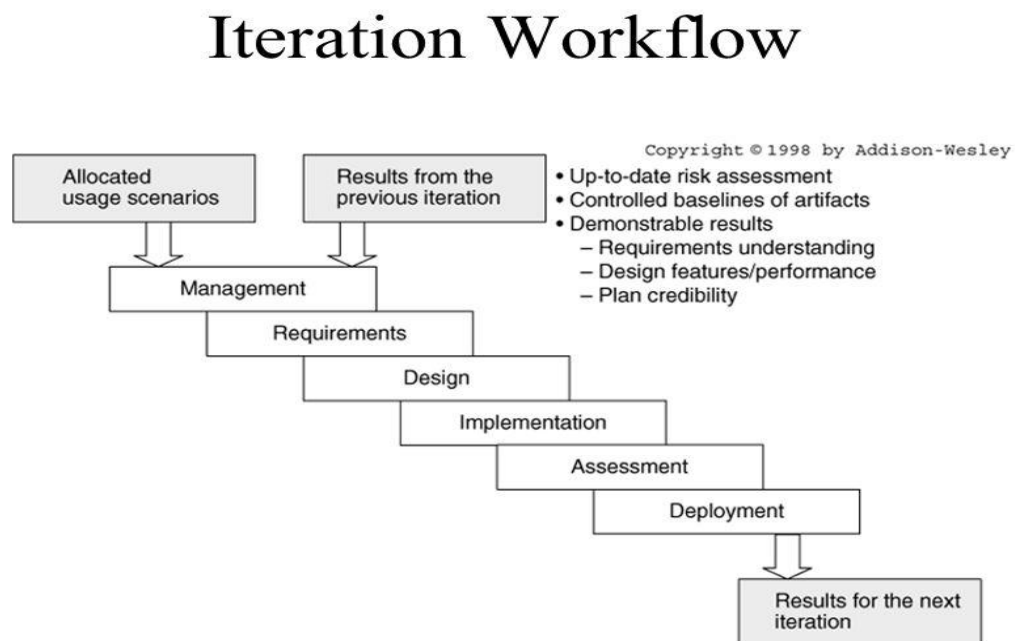 Iteration Workflow
Copyright © 1998 by Addison-Wesley
Allocated
usage scenarios
Results from the
previous iteration
• Up-to-date risk assessment
• Controlled baselines of artifacts
• Demonstrable results
– Requirements understanding
– Design features/performance
– Plan credibility
Management
Requirements
Design
Implementation
Assessment
Deployment
Results for the next
iteration